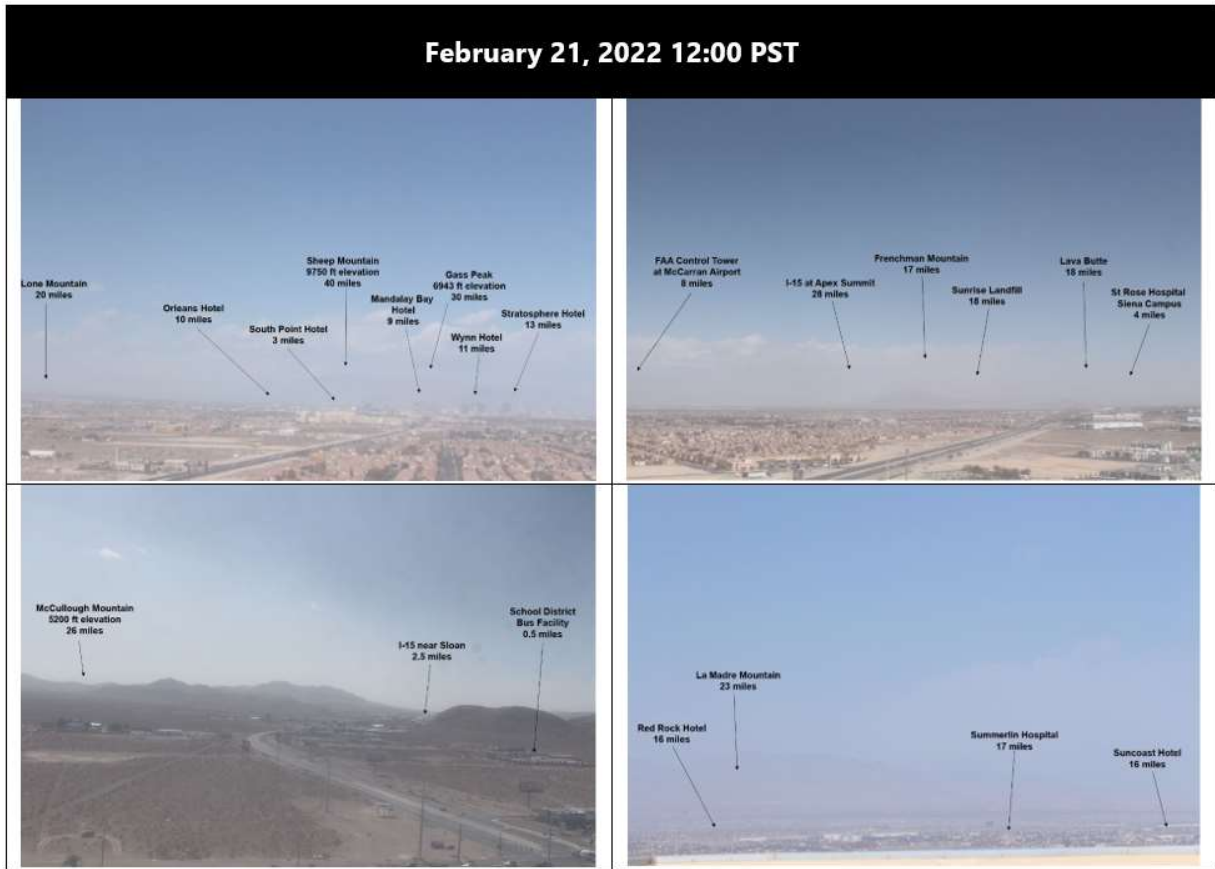 February 21, 2022 12:00 PST
Lone Mountain
20 miles
Orleans Hotel
10 miles
South Point Hotel
3 miles
Sheep Mountain
9750 ft elevation
40 miles
Mandalay Bay
Hotel
9 miles
Gass Peak
6943 ft elevation
30 miles
Wynn Hotel
11 miles
Stratosphere Hotel
13 miles
FAA Control Tower
at McCarran Airport
8 miles
I-15 at Apex Summit
28 miles
Frenchman Mountain
17 miles
Sunrise Landfill
18 miles
Lava Butte
18 miles
St Rose Hospital
Siena Campus
4 miles
McCullough Mountain
5200 ft elevation
26 miles
I-15 near Sloan
2.5 miles
School District
Bus Facility
0.5 miles
Red Rock Hotel
16 miles
La Madre Mountain
23 miles
Summerlin Hospital
17 miles
Suncoast Hotel
16 miles